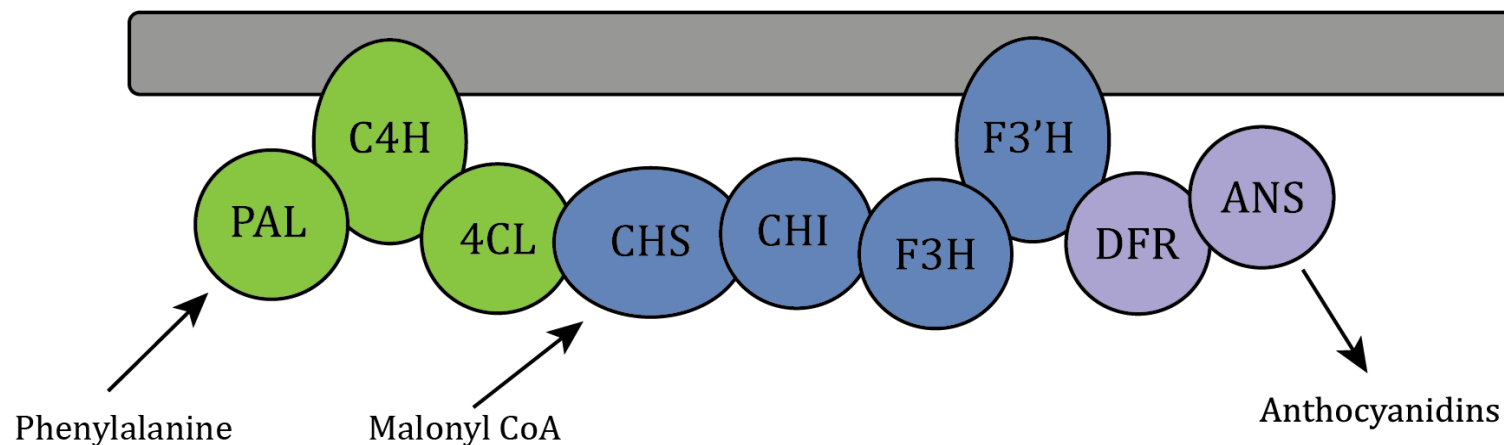 C4H
F3’H
PAL
4CL
CHS
CHI
F3H
DFR
ANS
Phenylalanine
Malonyl CoA
Anthocyanidins